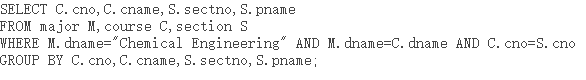 SELECT C.cno,C.cname,S.sectno,S.pname
FROM major M,course C,section S
WHERE M.dname="Chemical Engineering" AND M.dname=C.dname AND C.cno=S.cno
GROUP BY C.cno,C.cname,S.sectno,S.pname;